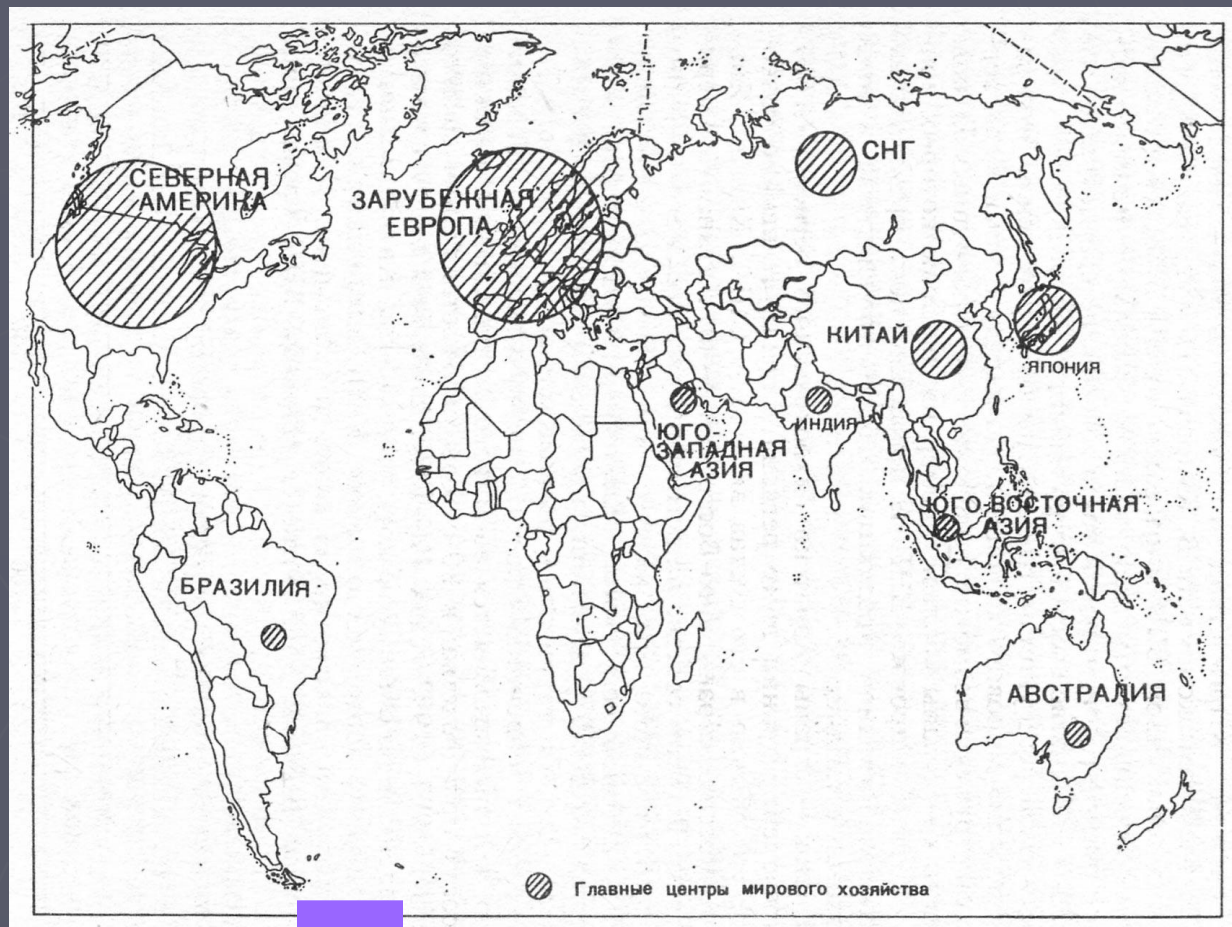 СЕВЕРНАЯ
АМЕРИКА
ЗАРУБЕЖНАЯ
ЕВРОПА
СНГ
КИТАЙ
ЯПОНИЯ
ИНДИЯ
ЮГО-
ЗАПАДНАЯ
АЗИЯ
ЮГО-ВОСТОЧНАЯ
АЗИЯ
БРАЗИЛИЯ
АВСТРАЛИЯ
Главные центры мирового хозяйства